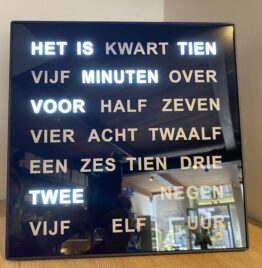 HET IS KWART TIEN
VIJF MINUTEN OVER
VOOR HALF ZEVEN
VIER ACHT TWAALF
EEN ZES TIEN DRIE
TWEE NEGEN
VIJF ELF UUR